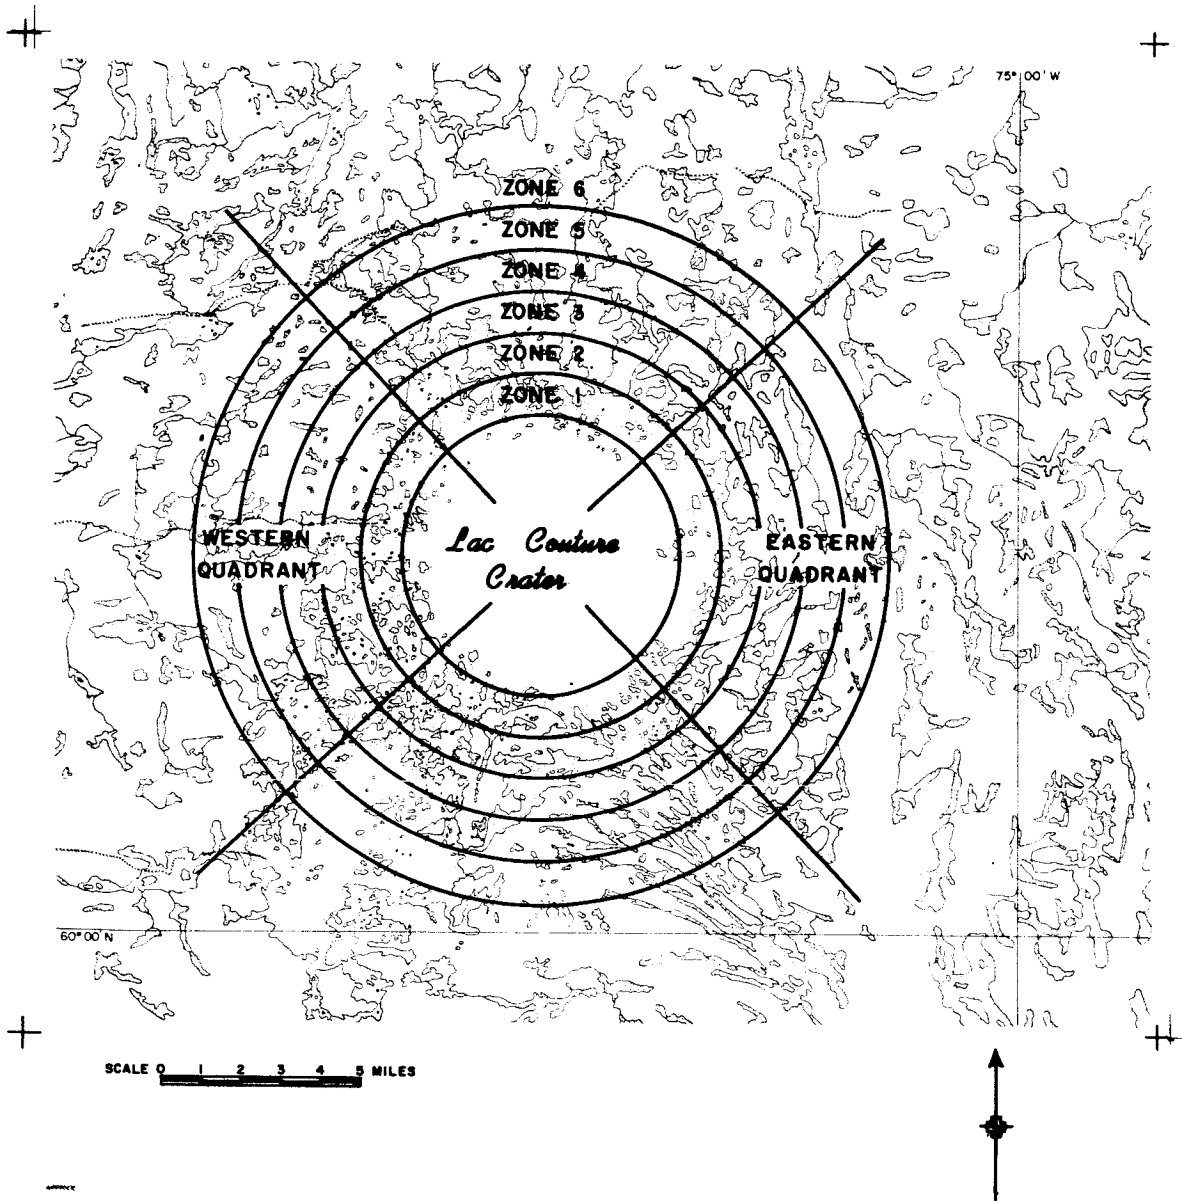 75° 00' W
ZONE 6
ZONE 5
ZONE 4
ZONE 3
ZONE 2
ZONE 1
Lac Couture
Crater
WESTERN
QUADRANT
EASTERN
QUADRANT
60° 00' N
SCALE 0 1 2 3 4 5 MILES